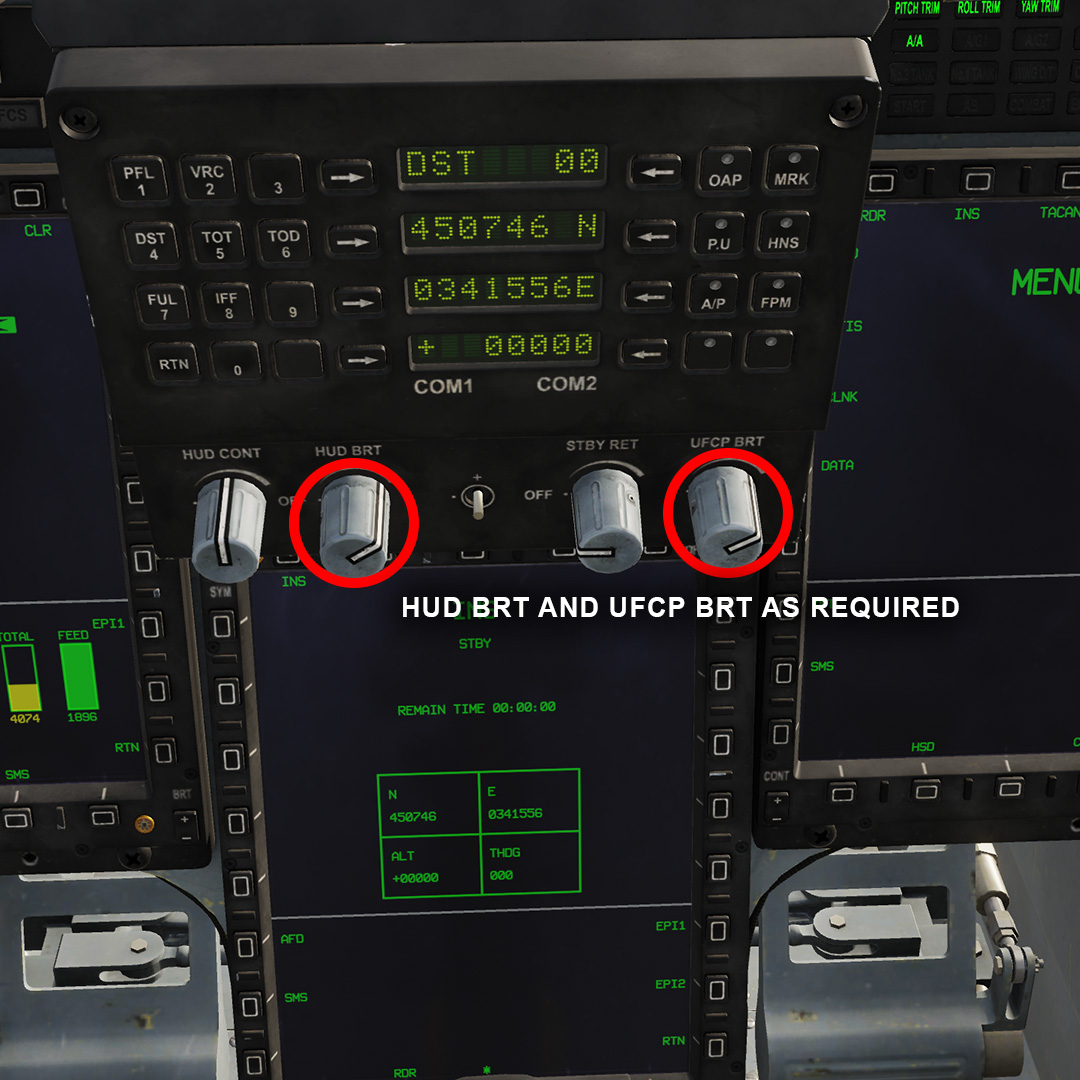 PITCH TRIM ROLL TRIM YAW TRIM
A/A
START AB COMBAT
FCS
PFL 1 VRC 2 3 DST 00 OAP MRK
DST 4 TOT 5 TOD 6 450746 N P.U HNS
FUL 7 IFF 8 9 0341556E A/P FPM
RTN 0 + 00000
COM1 COM2
HUD CONT HUD BRT STBY RET UFCP BRT
OFF
CLR
INS TACAN
MENU
DATA
HUD BRT AND UFCP BRT AS REQUIRED
INS
SYM
STBY
REMAIN TIME 00:00:00
N
450746
E
0341556
ALT
+00000
THDG
000
AFD
SMS
RDR *
EPI1
EPI2
RTN
EPI1
TOTAL FEED
4074 1896
RTN
SMS
BRT
+
-
SMS
HSD
CONT
+
-